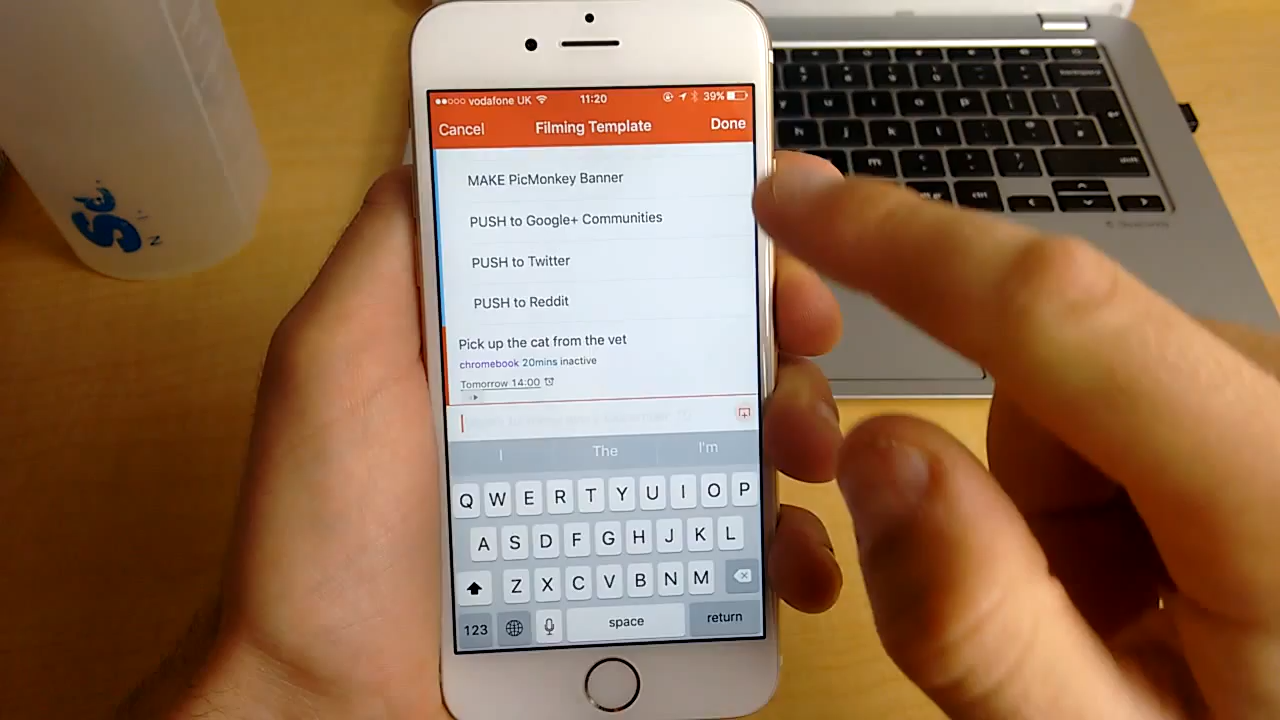 vodafone UK 11:20 39%
Cancel Filming Template Done
MAKE PicMonkey Banner
PUSH to Google+ Communities
PUSH to Twitter
PUSH to Reddit
Pick up the cat from the vet
chromebook 20mins inactive
Tomorrow 14:00
I The I'm
Q W E R T Y U I O P
A S D F G H J K L
Z X C V B N M
123 space return